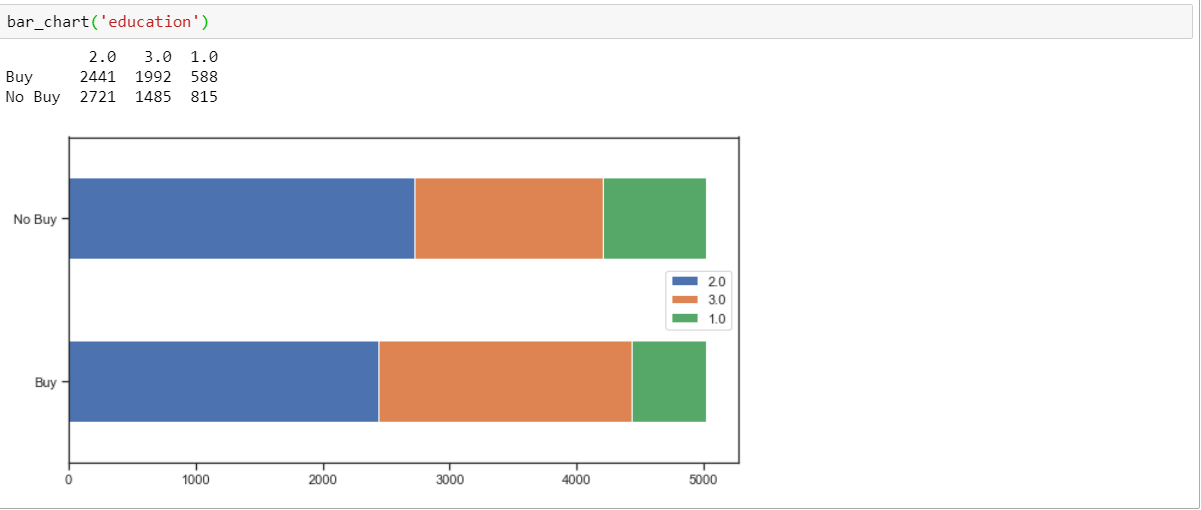 bar_chart('education')
2.0 3.0 1.0
Buy 2441 1992 588
No Buy 2721 1485 815
No Buy
2.0
3.0
1.0
Buy
0 1000 2000 3000 4000 5000